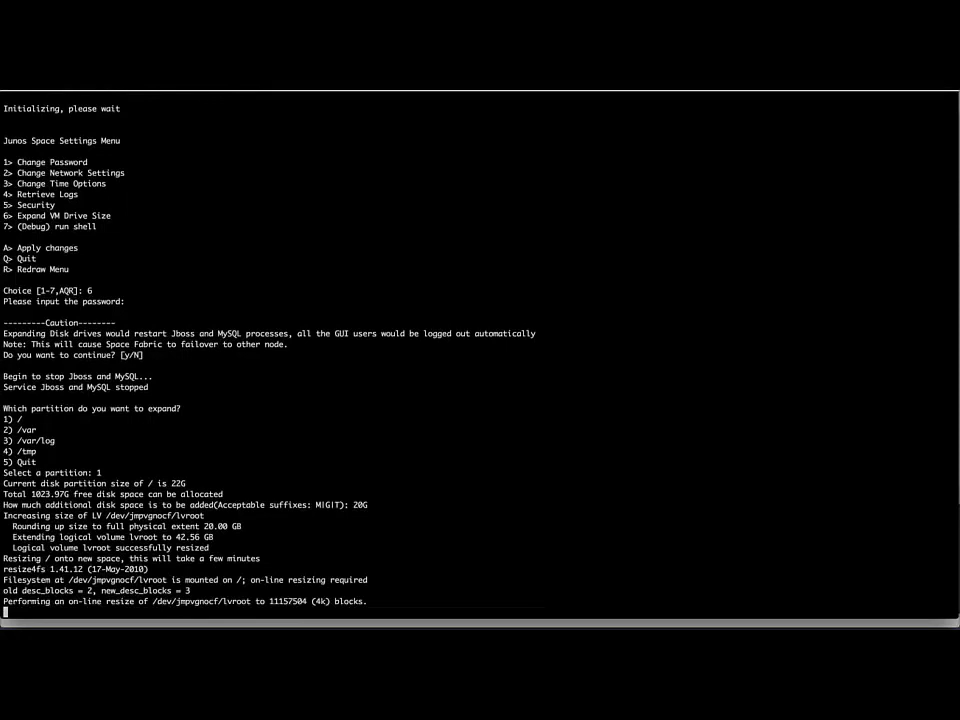 Initializing, please wait
Junos Space Settings Menu
1> Change Password
2> Change Network Settings
3> Change Time Options
4> Retrieve Logs
5> Security
6> Expand VM Drive Size
7> (Debug) run shell
A> Apply changes
Q> Quit
R> Redraw Menu
Choice [1-7,AQR]: 6
Please input the password:
---------Caution--------
Expanding Disk drives would restart Jboss and MySQL processes, all the GUI users would be logged out automatically
Note: This will cause Space Fabric to failover to other node.
Do you want to continue? [y/N]
Begin to stop Jboss and MySQL...
Service Jboss and MySQL stopped
Which partition do you want to expand?
1) /
2) /var
3) /var/log
4) /tmp
5) Quit
Select a partition: 1
Current disk partition size of / is 22G
Total 1023.97G free disk space can be allocated
How much additional disk space is to be added(Acceptable suffixes: M|G|T): 20G
Increasing size of LV /dev/jmpvgnocf/lvroot
Rounding up size to full physical extent 20.00 GB
Extending logical volume lvroot to 42.56 GB
Logical volume lvroot successfully resized
Resizing / onto new space, this will take a few minutes
resize4fs 1.41.12 (17-May-2010)
Filesystem at /dev/jmpvgnocf/lvroot is mounted on /; on-line resizing required
old desc_blocks = 2, new_desc_blocks = 3
Performing an on-line resize of /dev/jmpvgnocf/lvroot to 11157504 (4k) blocks.